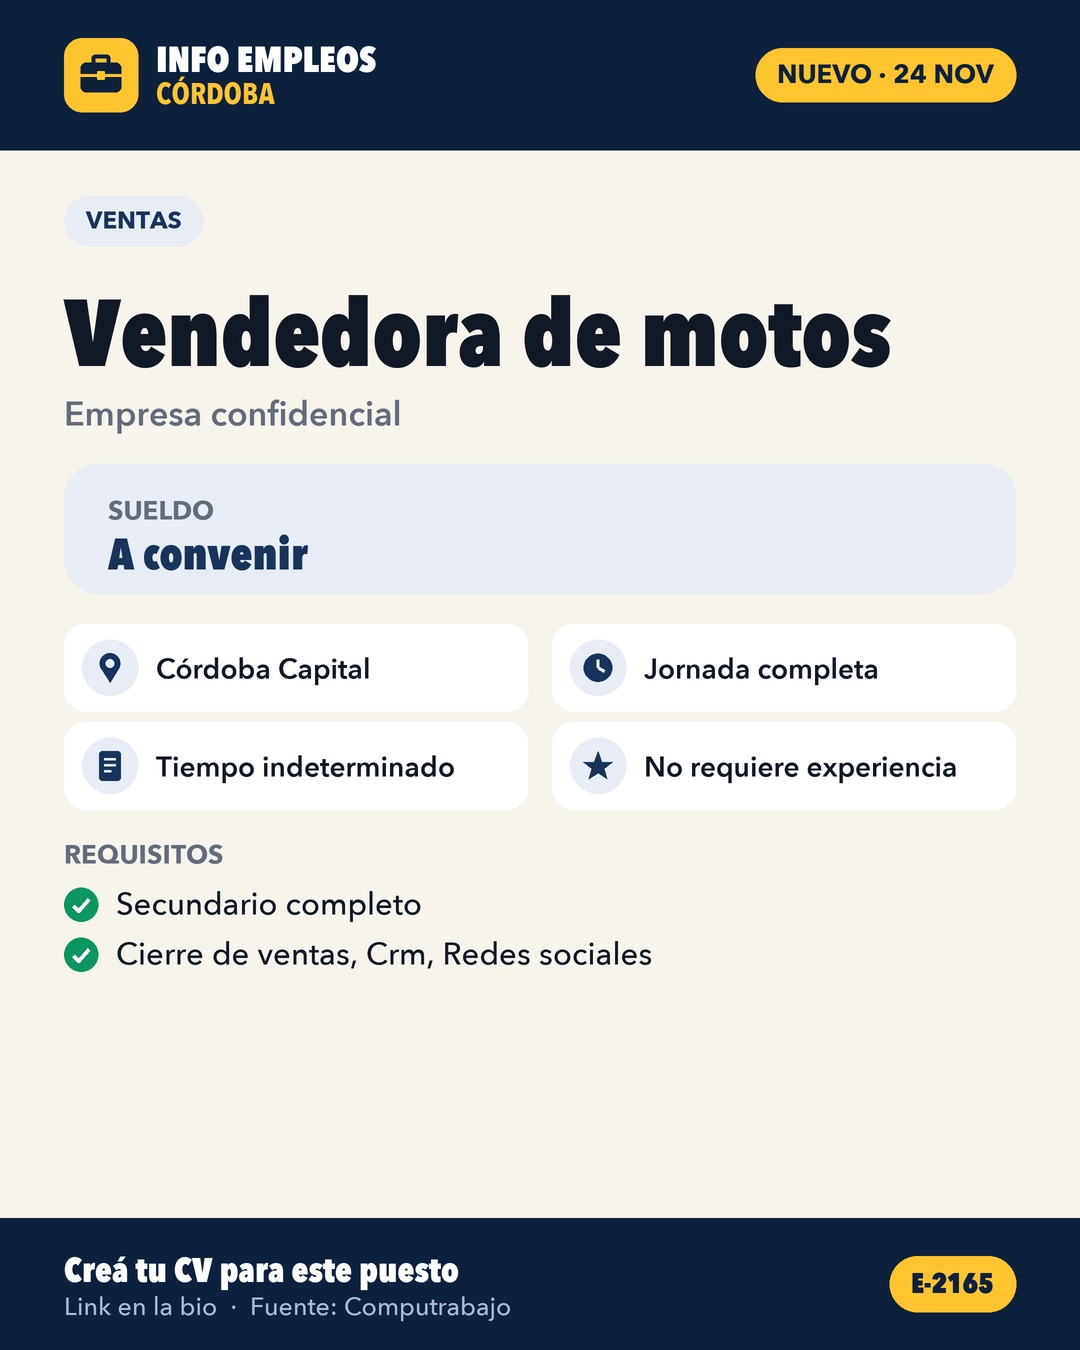 INFO EMPLEOS
CÓRDOBA
NUEVO · 24 NOV
VENTAS
Vendedora de motos
Empresa confidencial
SUELDO
A convenir
Córdoba Capital
Jornada completa
Tiempo indeterminado
No requiere experiencia
REQUISITOS
Secundario completo
Cierre de ventas, Crm, Redes sociales
Creá tu CV para este puesto
Link en la bio · Fuente: Computrabajo
E-2165